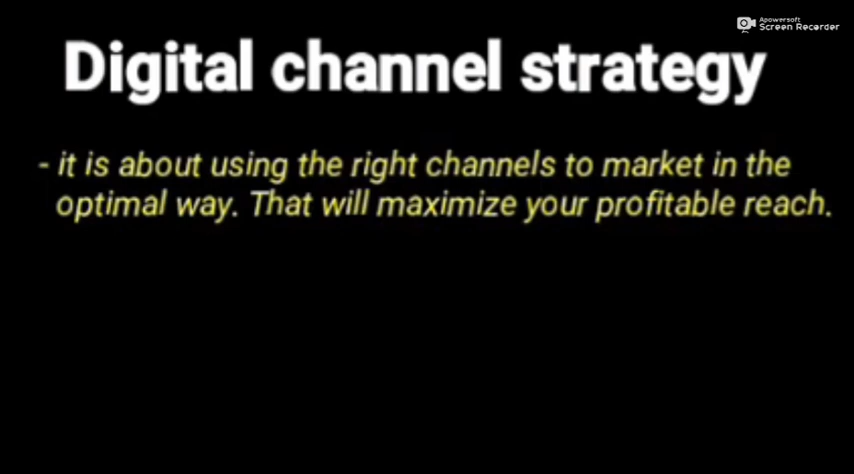 Apowersoft
Screen Recorder
Digital channel strategy
- it is about using the right channels to market in the
optimal way. That will maximize your profitable reach.